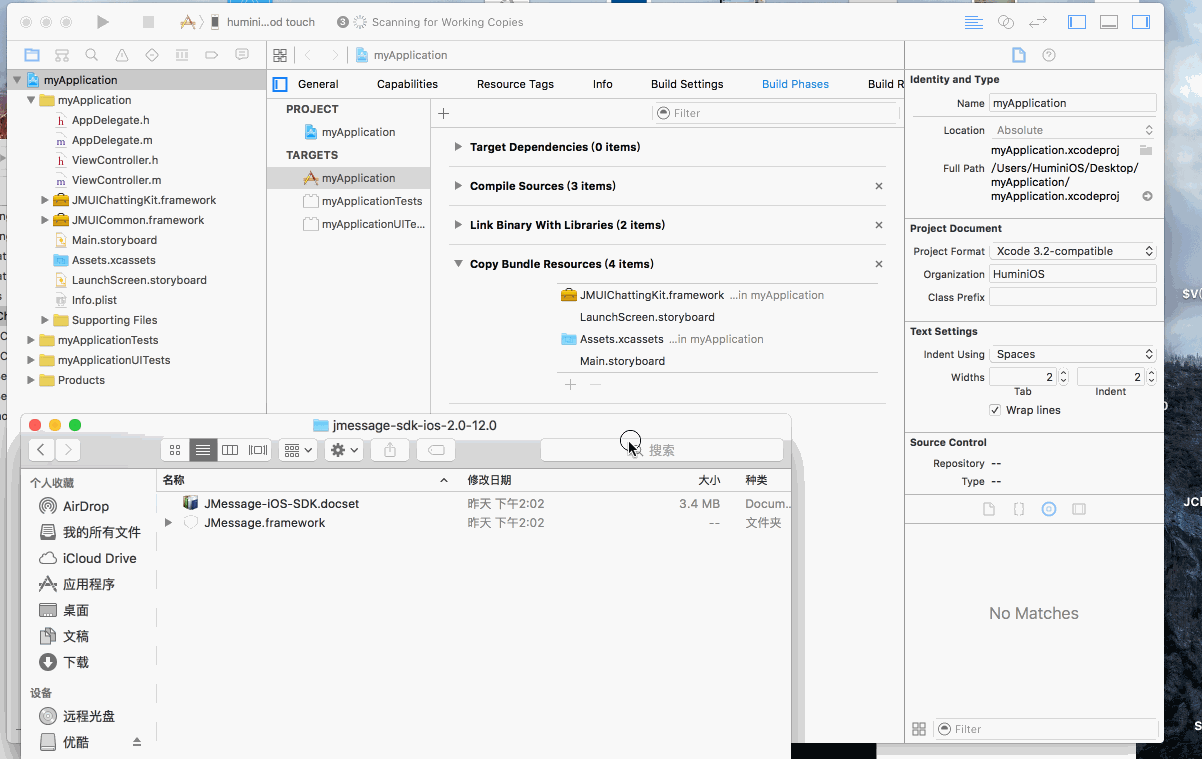 humini...od touch
3
Scanning for Working Copies
myApplication
myApplication
myApplication
AppDelegate.h
AppDelegate.m
ViewController.h
ViewController.m
JMUIChattingKit.framework
JMUICommon.framework
Main.storyboard
Assets.xcassets
LaunchScreen.storyboard
Info.plist
Supporting Files
myApplicationTests
myApplicationUITests
Products
General Capabilities Resource Tags Info Build Settings Build Phases Build R
PROJECT
myApplication
TARGETS
myApplication
myApplicationTests
myApplicationUITe...
Filter
Target Dependencies (0 items)
Compile Sources (3 items)
Link Binary With Libraries (2 items)
Copy Bundle Resources (4 items)
JMUIChattingKit.framework ...in myApplication
LaunchScreen.storyboard
Assets.xcassets ...in myApplication
Main.storyboard
Identity and Type
Name myApplication
Location Absolute
myApplication.xcodeproj
Full Path /Users/HuminiOS/Desktop/
myApplication/
myApplication.xcodeproj
Project Document
Project Format Xcode 3.2-compatible
Organization HuminiOS
Class Prefix
Text Settings
Indent Using Spaces
Widths 2 2
Tab Indent
Wrap lines
Source Control
Repository --
Type --
No Matches
Filter
jmessage-sdk-ios-2.0-12.0
搜索
个人收藏
AirDrop
我的所有文件
iCloud Drive
应用程序
桌面
文稿
下载
设备
远程光盘
优酷
名称 修改日期 大小 种类
JMessage-iOS-SDK.docset 昨天 下午2:02 3.4 MB Docum..
JMessage.framework 昨天 下午2:02 -- 文件夹